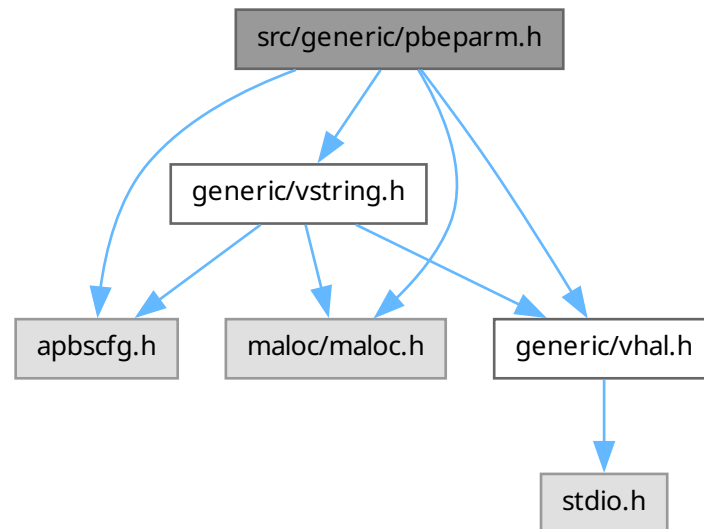 src/generic/pbeparm.h
generic/vstring.h
apbscfg.h
maloc/maloc.h
generic/vhal.h
stdio.h